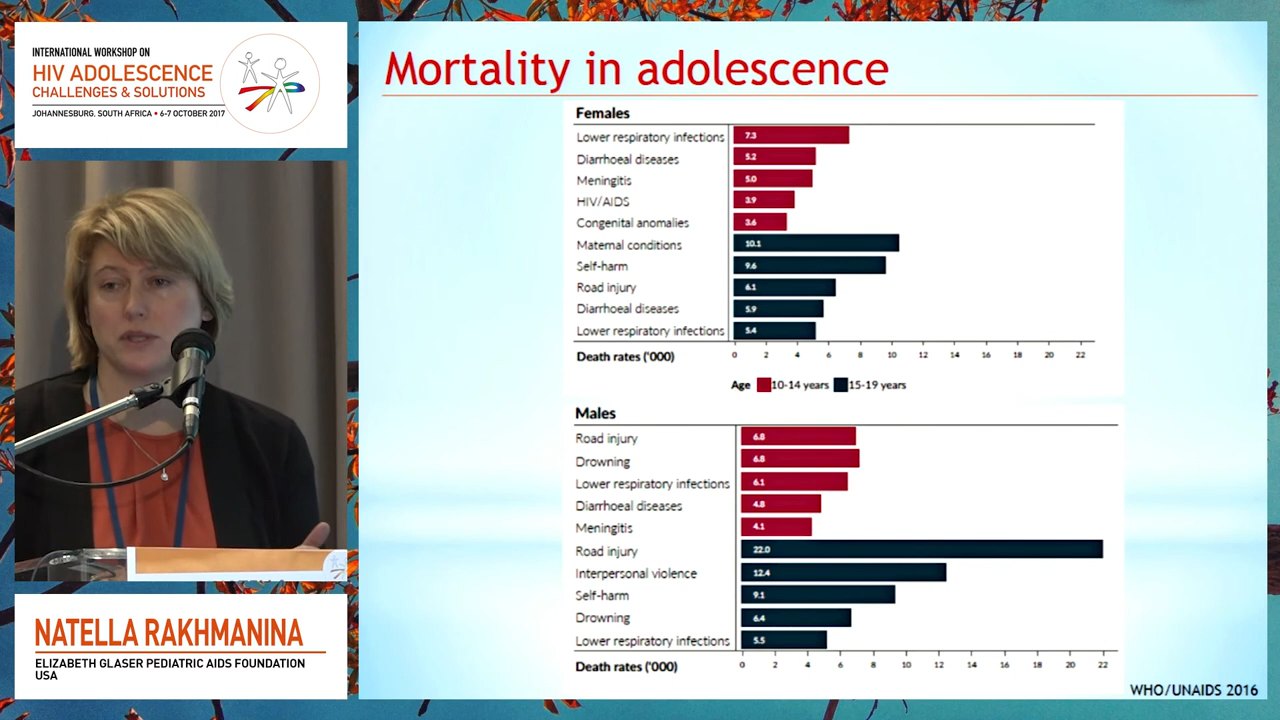 INTERNATIONAL WORKSHOP ON
HIV ADOLESCENCE
CHALLENGES & SOLUTIONS
JOHANNESBURG, SOUTH AFRICA • 6-7 OCTOBER 2017
NATELLA RAKHMANINA
ELIZABETH GLASER PEDIATRIC AIDS FOUNDATION
USA
Mortality in adolescence
Females
Lower respiratory infections 7.3
Diarrhoeal diseases 5.2
Meningitis 5.0
HIV/AIDS 3.9
Congenital anomalies 3.6
Maternal conditions 10.1
Self-harm 9.6
Road injury 6.1
Diarrhoeal diseases 5.9
Lower respiratory infections 5.4
Death rates ('000) 0 2 4 6 8 10 12 14 16 18 20 22
Age 10-14 years 15-19 years
Males
Road injury 6.8
Drowning 6.8
Lower respiratory infections 6.1
Diarrhoeal diseases 4.8
Meningitis 4.1
Road injury 22.0
Interpersonal violence 12.4
Self-harm 9.1
Drowning 6.4
Lower respiratory infections 5.5
Death rates ('000) 0 2 4 6 8 10 12 14 16 18 20 22
WHO/UNAIDS 2016